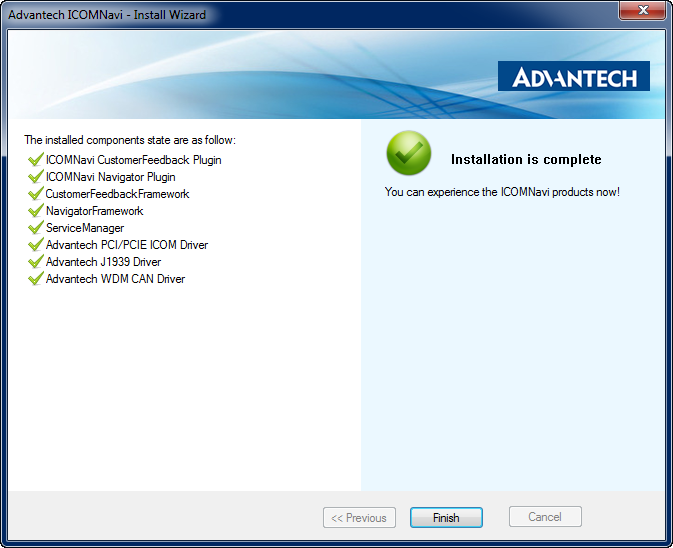 Advantech ICOMNavi - Install Wizard
ADVANTECH
The installed components state are as follow:
ICOMNavi CustomerFeedback Plugin
ICOMNavi Navigator Plugin
CustomerFeedbackFramework
NavigatorFramework
ServiceManager
Advantech PCI/PCIE ICOM Driver
Advantech J1939 Driver
Advantech WDM CAN Driver
Installation is complete
You can experience the ICOMNavi products now!
<< Previous
Finish
Cancel